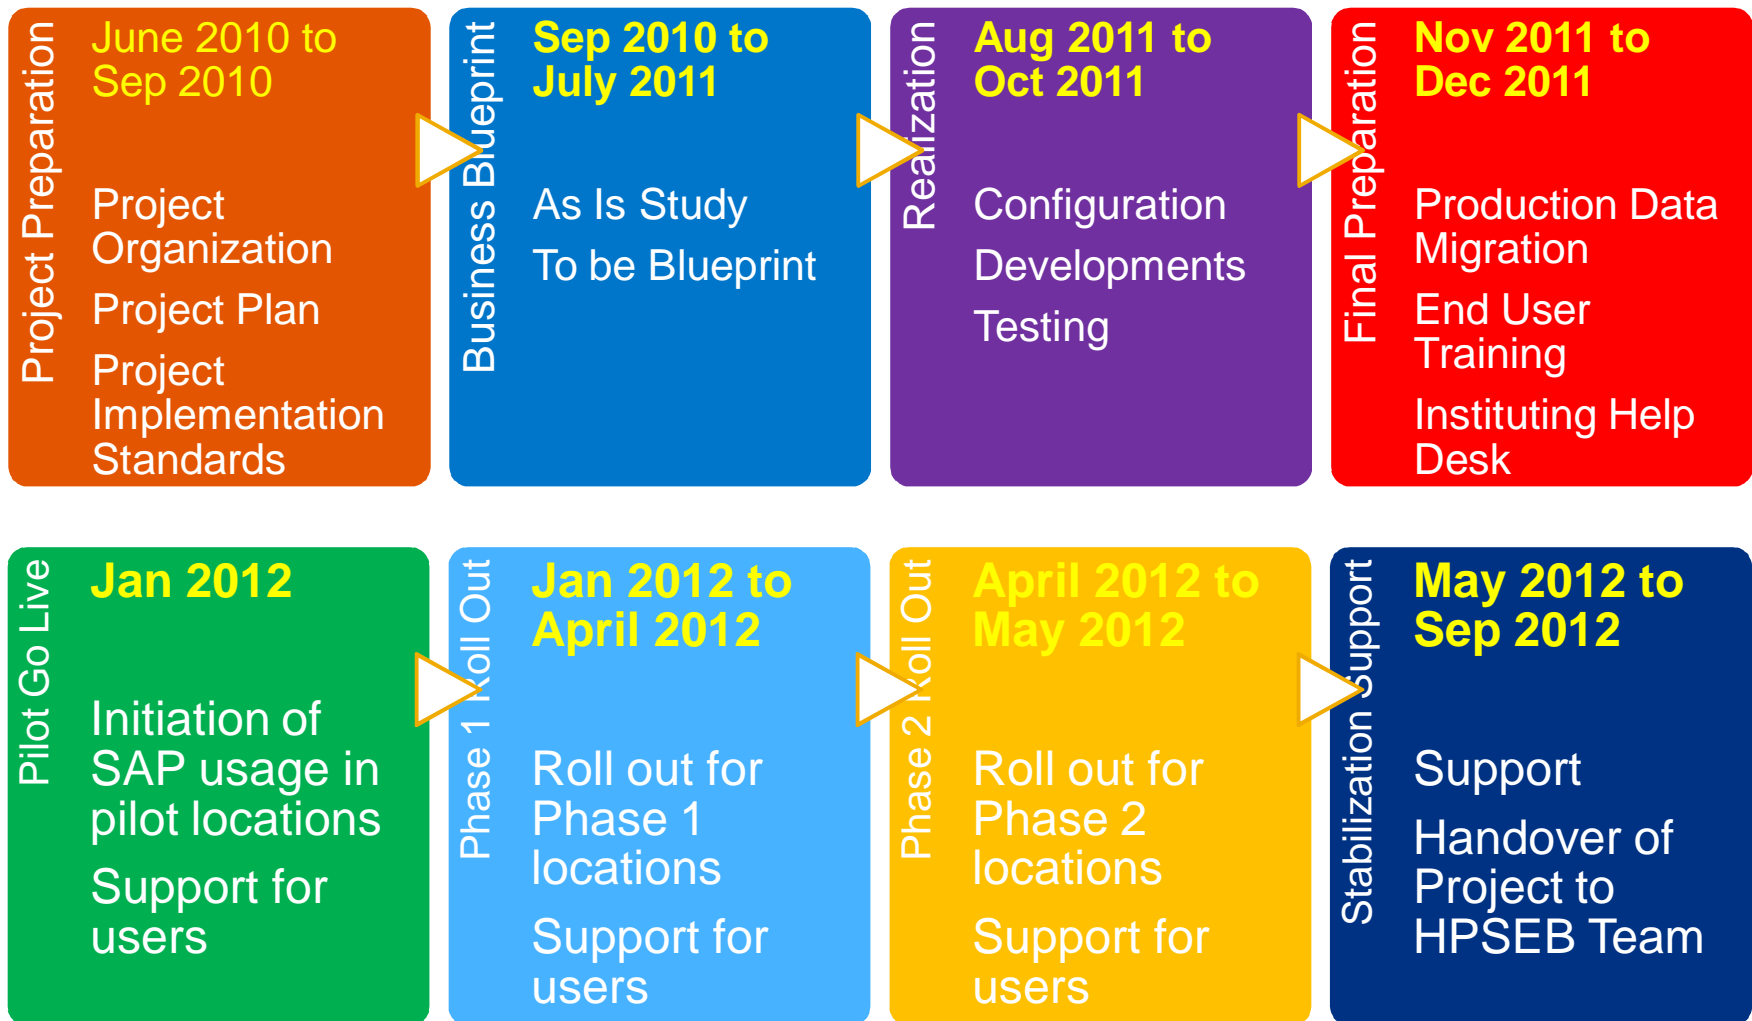 Project Preparation
June 2010 to
Sep 2010
Project
Organization
Project Plan
Project
Implementation
Standards
Business Blueprint
Sep 2010 to
July 2011
As Is Study
To be Blueprint
Realization
Aug 2011 to
Oct 2011
Configuration
Developments
Testing
Final Preparation
Nov 2011 to
Dec 2011
Production Data
Migration
End User
Training
Instituting Help
Desk
Pilot Go Live
Jan 2012
Initiation of
SAP usage in
pilot locations
Support for
users
Phase 1 Roll Out
Jan 2012 to
April 2012
Roll out for
Phase 1
locations
Support for
users
Phase 2 Roll Out
April 2012 to
May 2012
Roll out for
Phase 2
locations
Support for
users
Stabilization Support
May 2012 to
Sep 2012
Support
Handover of
Project to
HPSEB Team